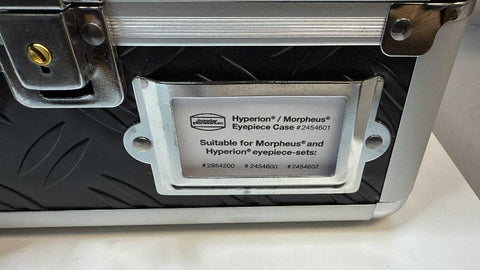 Hyperion® / Morpheus®
Eyepiece Case #2454601
Suitable for Morpheus® and
Hyperion® eyepiece-sets:
#2954200 #2454600 #2454602